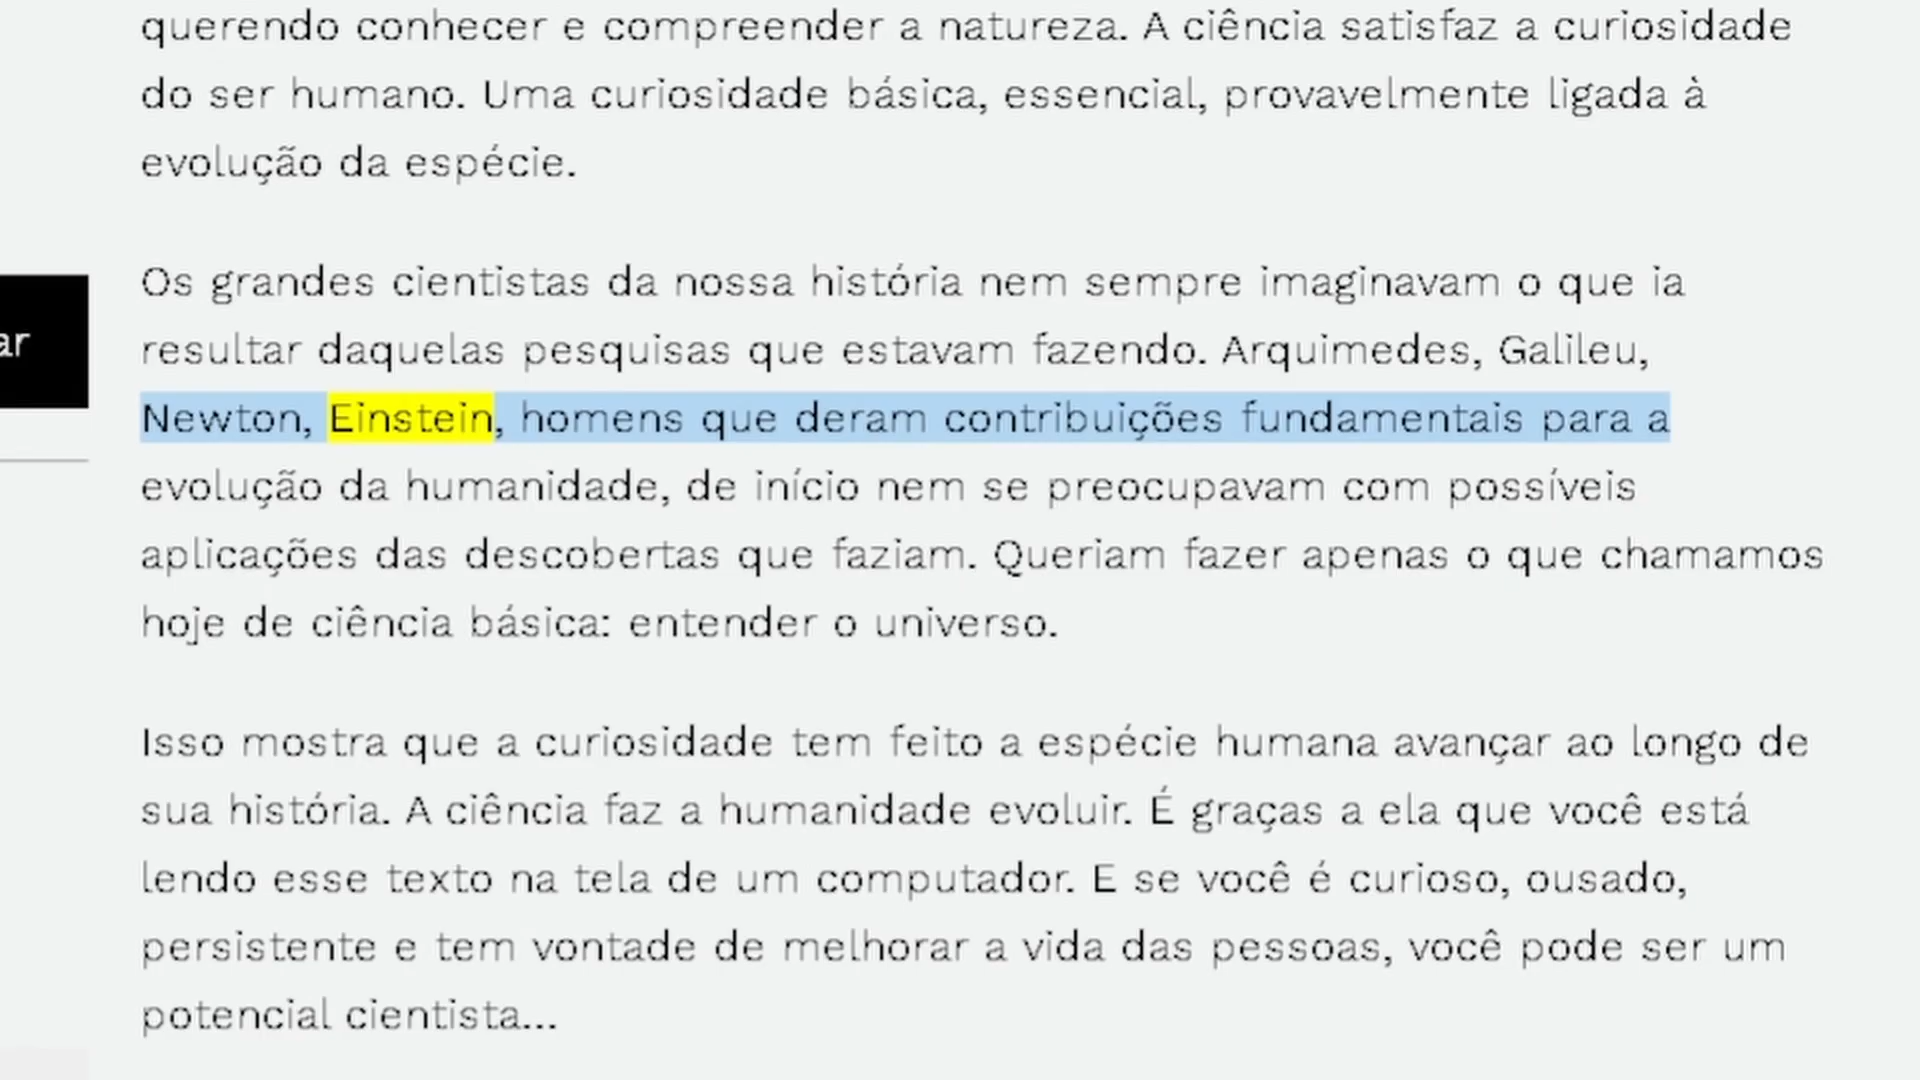 querendo conhecer e compreender a natureza. A ciência satisfaz a curiosidade
do ser humano. Uma curiosidade básica, essencial, provavelmente ligada à
evolução da espécie.
Os grandes cientistas da nossa história nem sempre imaginavam o que ia
ar
resultar daquelas pesquisas que estavam fazendo. Arquimedes, Galileu,
Newton, Einstein, homens que deram contribuições fundamentais para a
evolução da humanidade, de início nem se preocupavam com possíveis
aplicações das descobertas que faziam. Queriam fazer apenas o que chamamos
hoje de ciência básica: entender o universo.
Isso mostra que a curiosidade tem feito a espécie humana avançar ao longo de
sua história. A ciência faz a humanidade evoluir. É graças a ela que você está
lendo esse texto na tela de um computador. E se você é curioso, ousado,
persistente e tem vontade de melhorar a vida das pessoas, você pode ser um
potencial cientista...